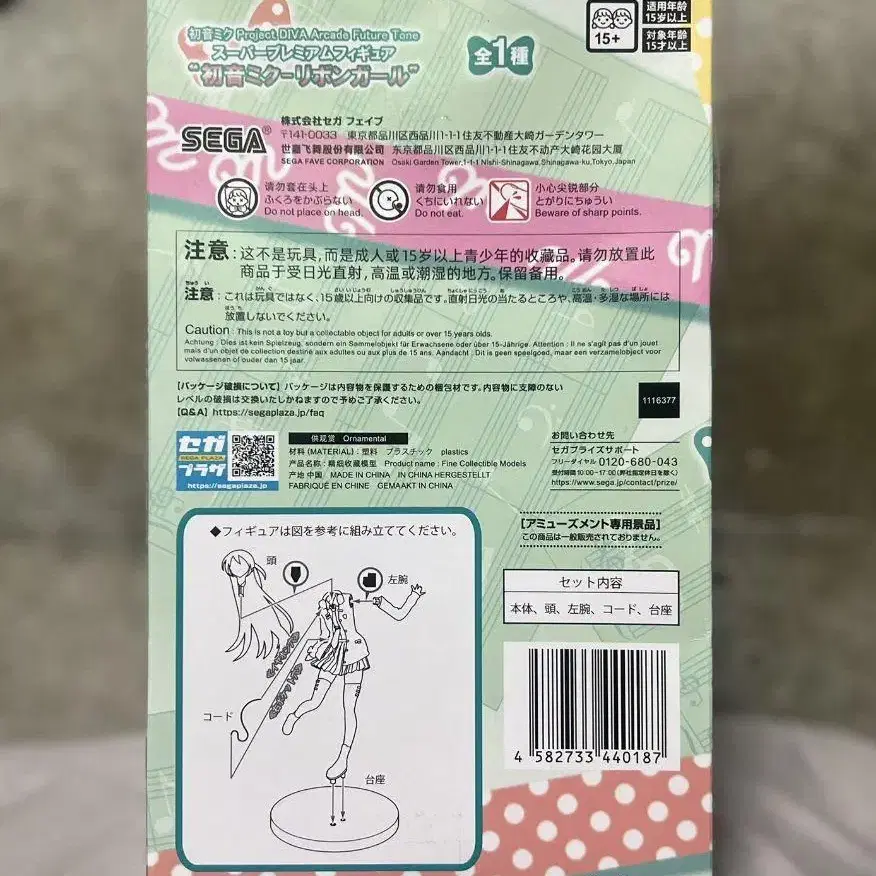 初音ミク Project DIVA Arcade Future Tone
スーパープレミアムフィギュア
“初音ミク－リボンガール”
全1種
15+
适用年龄
15岁以上
対象年齢
15才以上
SEGA®
株式会社セガ フェイブ
〒141-0033 東京都品川区西品川1-1-1住友不動産大崎ガーデンタワー
世嘉飞舞股份有限公司 东京都品川区西品川1-1-1住友不动产大崎花园大厦
SEGA FAVE CORPORATION Osaki Garden Tower,1-1-1 Nishi-Shinagawa,Shinagawa-ku,Tokyo,Japan
请勿套在头上
ふくろをかぶらない
Do not place on head.
请勿食用
くちにいれない
Do not eat.
小心尖锐部分
とがりにちゅうい
Beware of sharp points.
注意：这不是玩具，而是成人或15岁以上青少年的收藏品。请勿放置此
商品于受日光直射，高温或潮湿的地方。保留备用。
注意：これは玩具ではなく、15歳以上向けの収集品です。直射日光の当たるところや、高温・多湿な場所には
放置しないでください。
Caution : This is not a toy but a collectable object for adults or over 15 years olds.
Achtung : Dies ist kein Spielzeug, sondern ein Sammelobjekt für Erwachsene oder über 15-Jährige. Attention : Il ne s'agit pas d'un jouet
mais d'un objet de collection destiné aux adultes ou aux plus de 15 ans. Aandacht : Dit is geen speelgoed, maar een verzamelobject voor
volwassenen of ouder dan 15 jaar.
【パッケージ破損について】パッケージは内容物を保護するための梱包材です。内容物に支障のない
レベルの破損は交換いたしかねますので予めご了承ください。
【Q&A】https://segaplaza.jp/faq
1116377
セガ
SEGA PLAZA
プラザ
https://segaplaza.jp
供观赏 Ornamental
材料(MATERIAL)：塑料 プラスチック plastics
产品名称：精细收藏模型 Product name : Fine Collectible Models
产地 中国 MADE IN CHINA IN CHINA HERGESTELLT
FABRIQUÉ EN CHINE GEMAAKT IN CHINA
お問い合わせ先
セガプライズサポート
フリーダイヤル 0120-680-043
受付時間10:00~17:00(弊社指定休日を除く)
https://www.sega.jp/contact/prize/
◆フィギュアは図を参考に組み立ててください。
頭
左腕
コード
台座
【アミューズメント専用景品】
この商品は一般販売されておりません。
セット内容
本体、頭、左腕、コード、台座
4 582733 440187